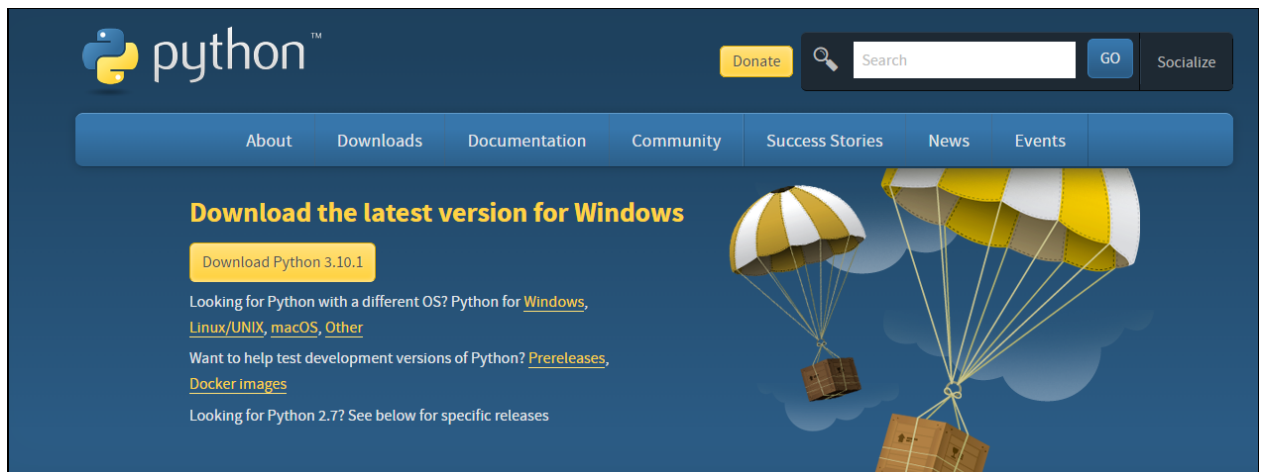 python™
Donate
Search
GO
Socialize
About Downloads Documentation Community Success Stories News Events
Download the latest version for Windows
Download Python 3.10.1
Looking for Python with a different OS? Python for Windows,
Linux/UNIX, macOS, Other
Want to help test development versions of Python? Prereleases,
Docker images
Looking for Python 2.7? See below for specific releases